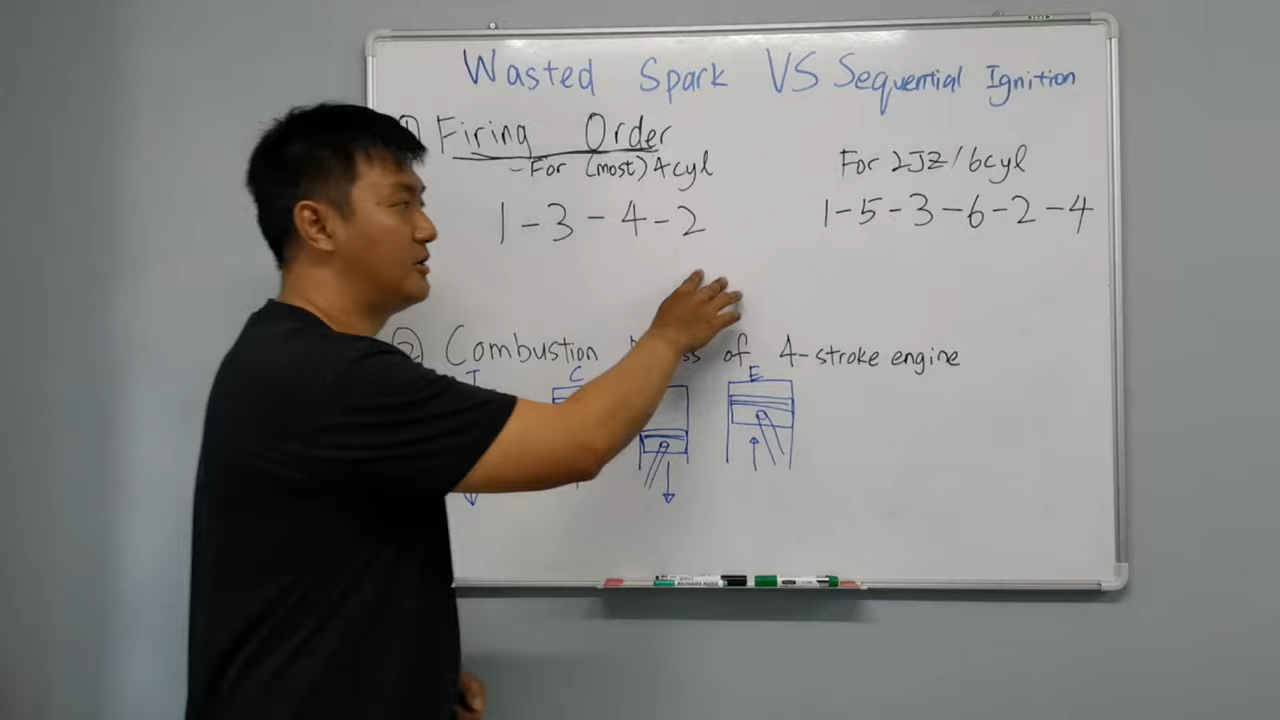 Wasted Spark VS Sequential Ignition
Firing Order
- For (most) 4cyl
1-3-4-2
For 2JZ/6cyl
1-5-3-6-2-4
② Combustion of 4-stroke engine
I C E